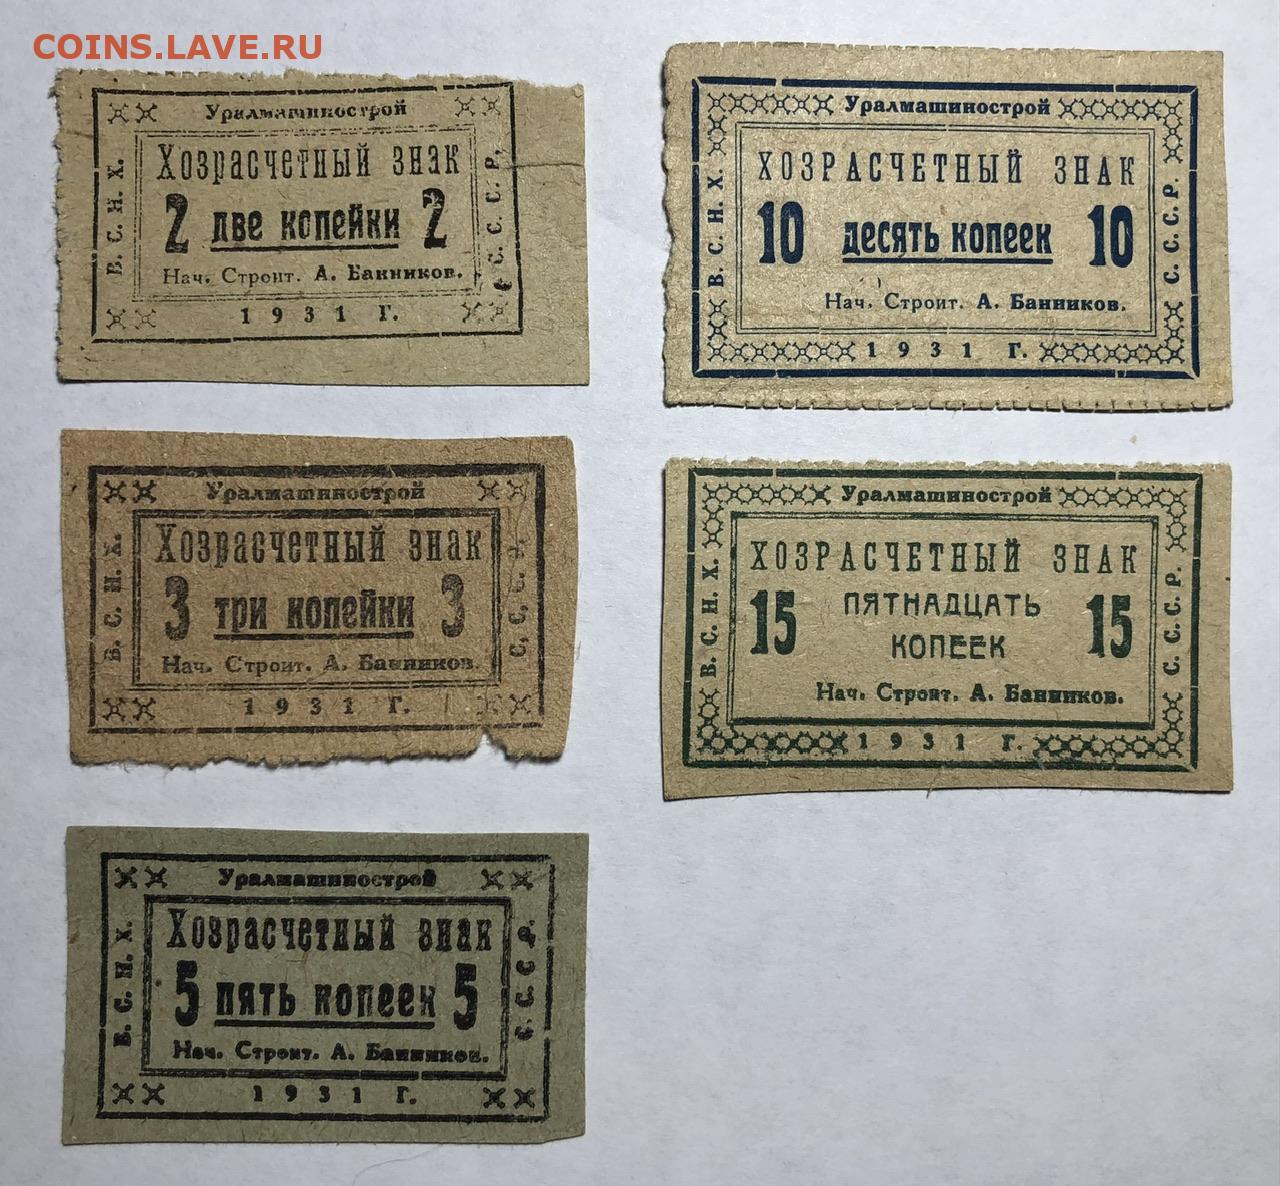 COINS.LAVE.RU
Уралмашинострой
В. С. Н. Х.
Хозрасчетный знак
2 две копейки 2
Нач. Строит. А. Банников.
С. С. С. Р.
1931 Г.
Уралмашинострой
В. С. Н. Х.
ХОЗРАСЧЕТНЫЙ ЗНАК
10 десять копеек 10
Нач. Строит. А. Банников.
С. С. С. Р.
1931 Г.
Уралмашинострой
В. С. Н. Х.
Хозрасчетный знак
3 три копейки 3
Нач. Строит. А. Банников.
С. С. С. Р.
1931 Г.
Уралмашинострой
В. С. Н. Х.
ХОЗРАСЧЕТНЫЙ ЗНАК
15 ПЯТНАДЦАТЬ 15
КОПЕЕК
Нач. Строит. А. Банников.
С. С. С. Р.
1931 Г.
Уралмашинострой
В. С. Н. Х.
Хозрасчетный знак
5 пять копеек 5
Нач. Строит. А. Банников.
С. С. С. Р.
1931 Г.